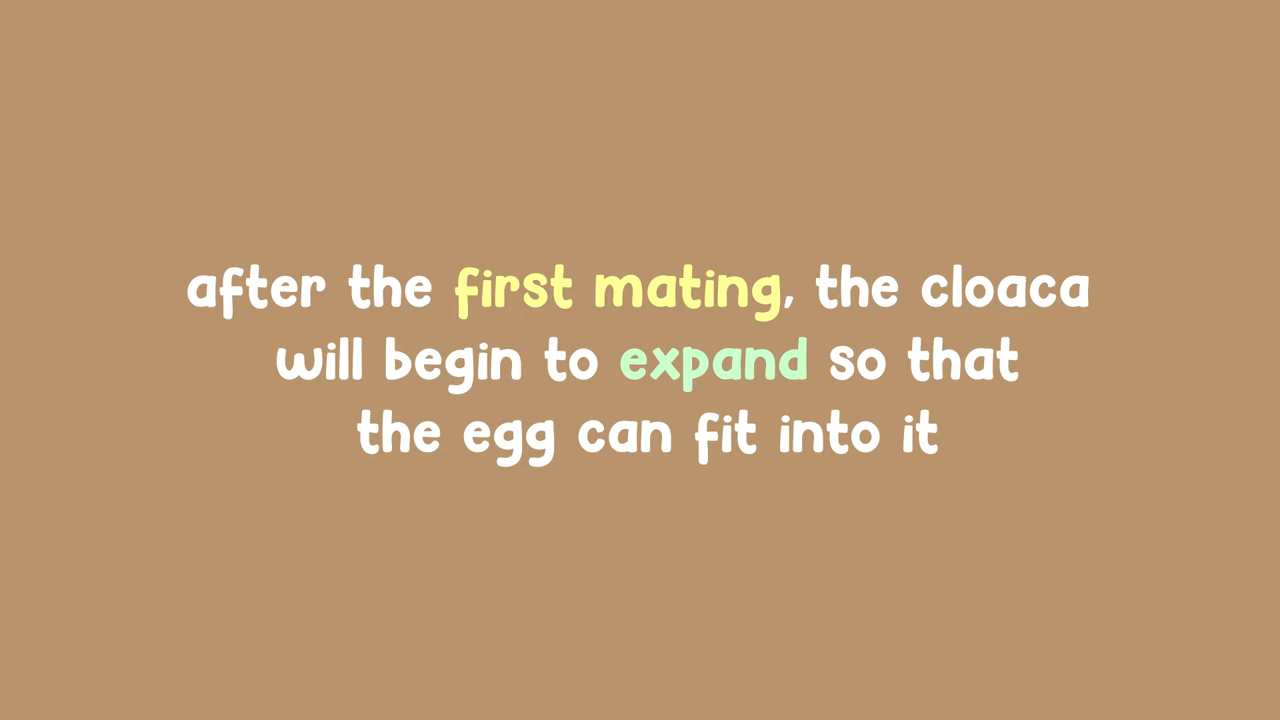 after the first mating, the cloaca
will begin to expand so that
the egg can fit into it